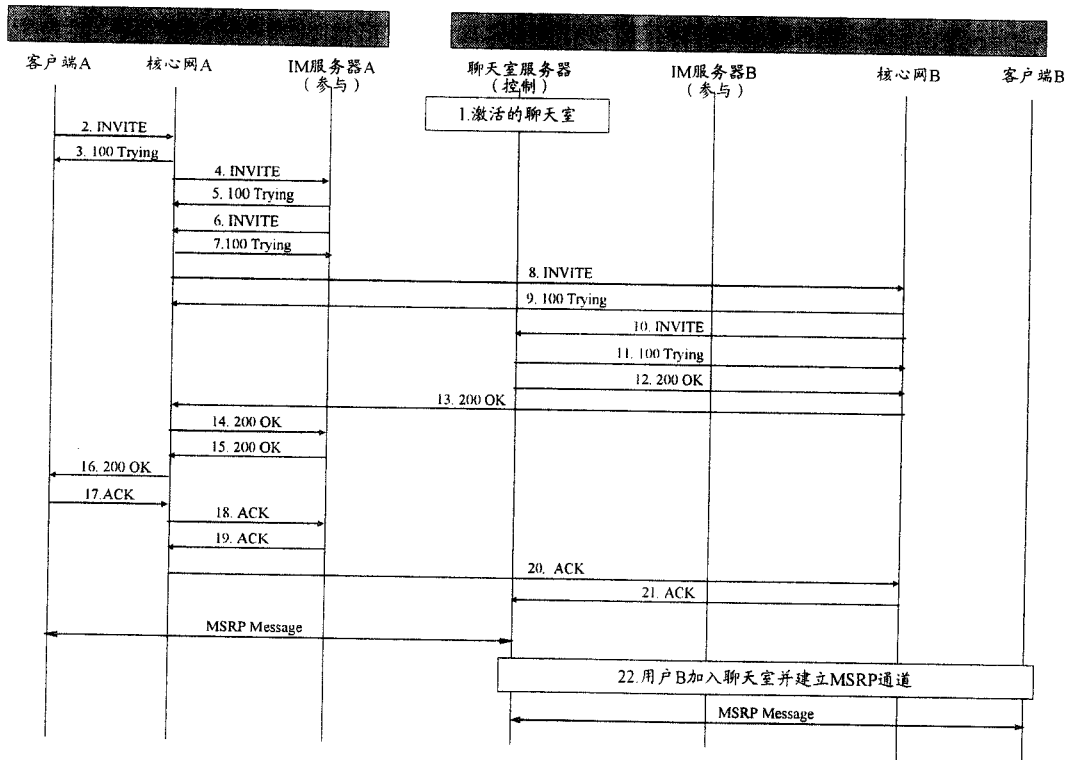 客户端A
核心网A
IM服务器A
(参与)
聊天室服务器
(控制)
IM服务器B
(参与)
核心网B
客户端B
1.激活的聊天室
2. INVITE
3. 100 Trying
4. INVITE
5. 100 Trying
6. INVITE
7.100 Trying
8. INVITE
9. 100 Trying
10. INVITE
11. 100 Trying
12. 200 OK
13. 200 OK
14. 200 OK
15. 200 OK
16. 200 OK
17.ACK
18. ACK
19. ACK
20. ACK
21. ACK
MSRP Message
22.用户B加入聊天室并建立MSRP通道
MSRP Message